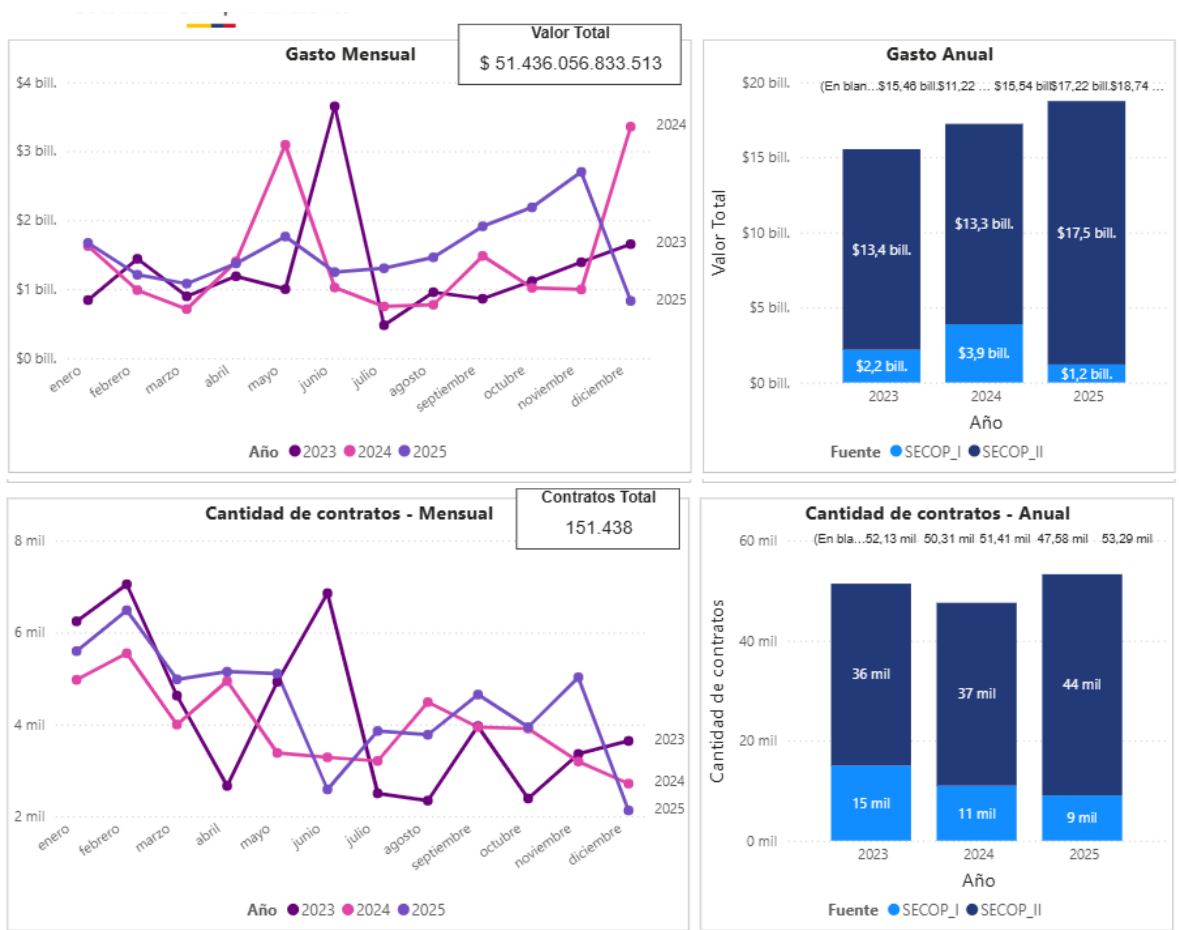 Gasto Mensual
Valor Total
$ 51.436.056.833.513
$4 bill.
$3 bill.
$2 bill.
$1 bill.
$0 bill.
2024
2023
2025
enero febrero marzo abril mayo junio julio agosto septiembre octubre noviembre diciembre
Año 2023 2024 2025
Gasto Anual
$20 bill.
(En blan...$15,46 bill.$11,22 ... $15,54 bill$17,22 bill.$18,74 ...
$15 bill.
$10 bill.
$5 bill.
$0 bill.
Valor Total
$13,4 bill.
$13,3 bill.
$17,5 bill.
$2,2 bill.
$3,9 bill.
$1,2 bill.
2023 2024 2025
Año
Fuente SECOP_I SECOP_II
Cantidad de contratos - Mensual
Contratos Total
151.438
8 mil
6 mil
4 mil
2 mil
2023
2024
2025
enero febrero marzo abril mayo junio julio agosto septiembre octubre noviembre diciembre
Año 2023 2024 2025
Cantidad de contratos - Anual
60 mil
(En bla...52,13 mil 50,31 mil 51,41 mil 47,58 mil 53,29 mil
40 mil
20 mil
0 mil
Cantidad de contratos
36 mil
37 mil
44 mil
15 mil
11 mil
9 mil
2023 2024 2025
Año
Fuente SECOP_I SECOP_II